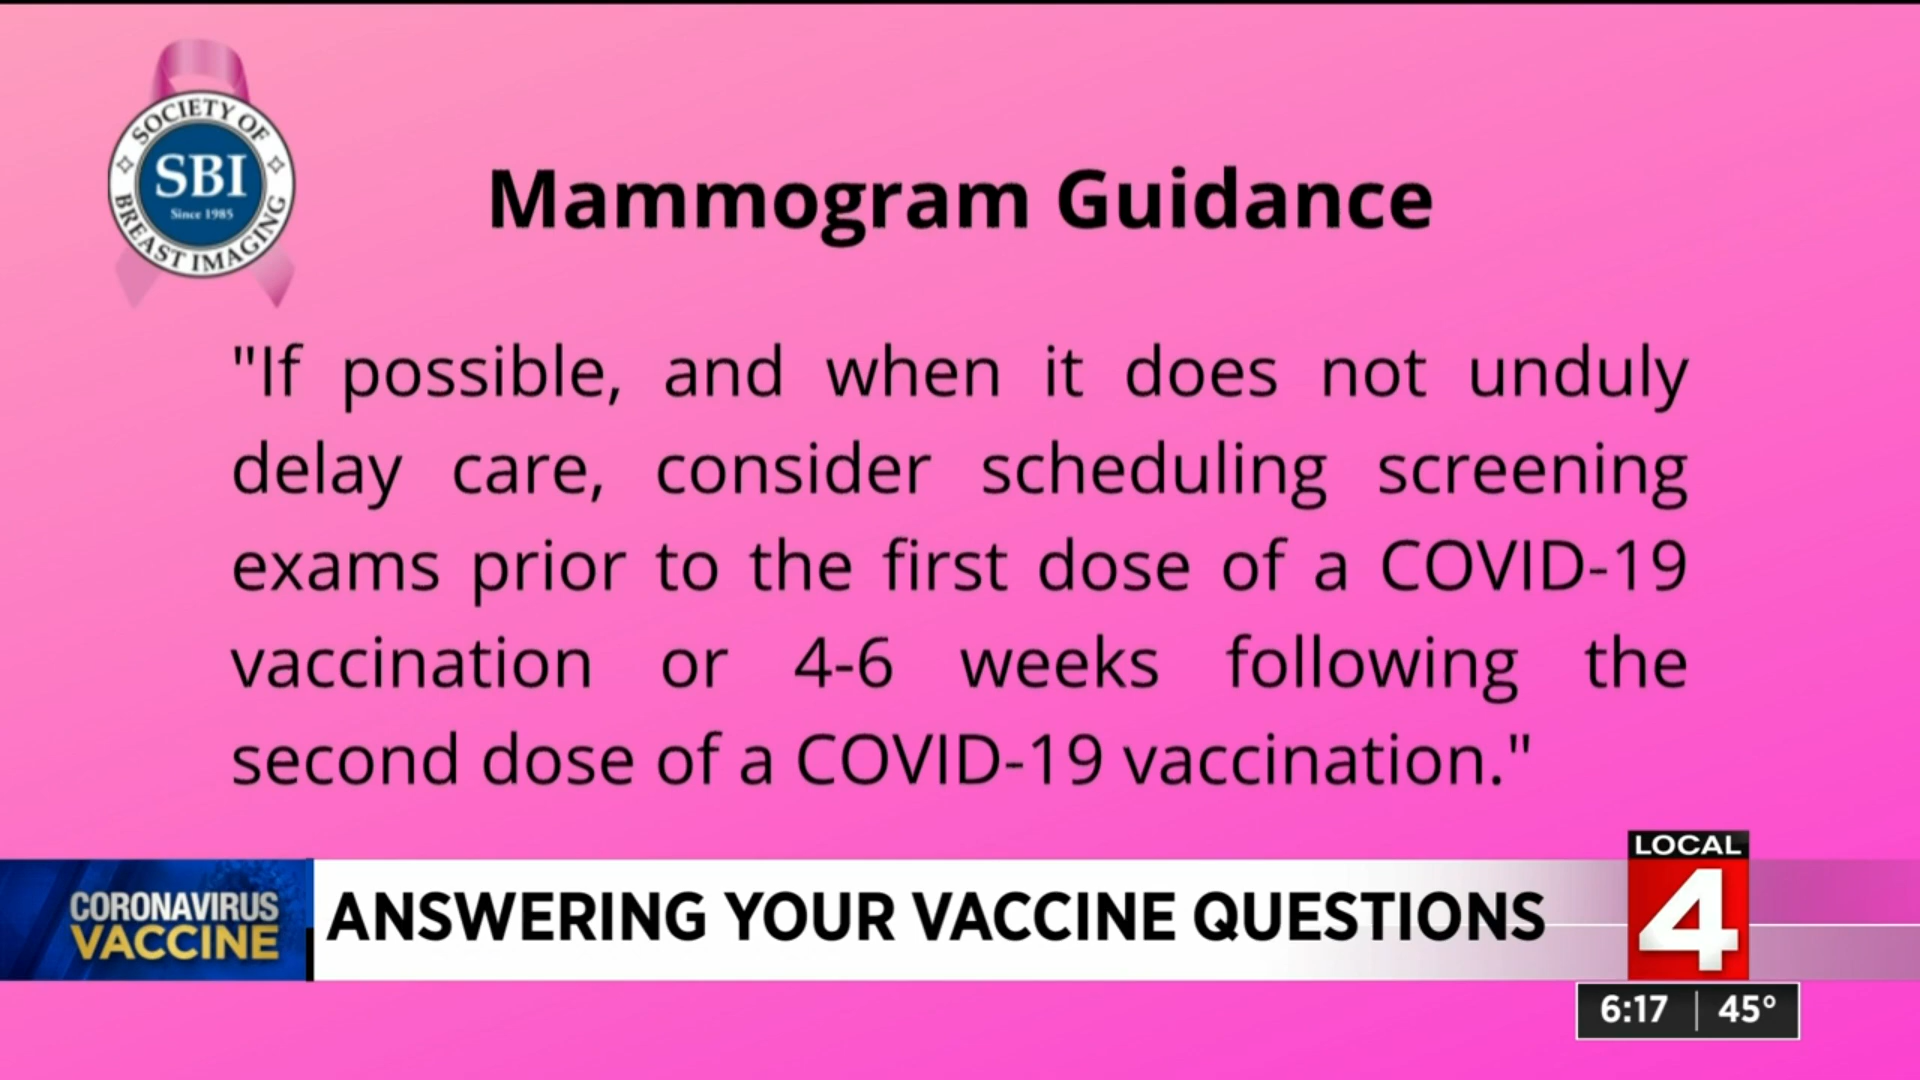 SOCIETY OF
SBI
Since 1985
BREAST IMAGING
Mammogram Guidance
"If possible, and when it does not unduly
delay care, consider scheduling screening
exams prior to the first dose of a COVID-19
vaccination or 4-6 weeks following the
second dose of a COVID-19 vaccination."
CORONAVIRUS
VACCINE
ANSWERING YOUR VACCINE QUESTIONS
LOCAL
4
6:17 | 45°